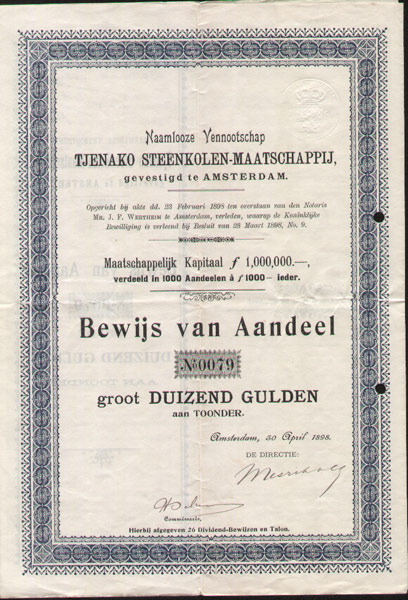 Naamlooze Vennootschap
TJENAKO STEENKOLEN-MAATSCHAPPIJ,
gevestigd te AMSTERDAM.
Opgericht bij akte dd. 23 Februari 1898 ten overstaan van den Notaris
Mr. J. F. WERTHEIM te Amsterdam, verleden, waarop de Koninklijke
Bewilliging is verleend bij Besluit van 28 Maart 1898, No. 9.
Maatschappelijk Kapitaal ƒ 1,000,000.—,
verdeeld in 1000 Aandeelen à ƒ 1000- ieder.
Bewijs van Aandeel
No 0079
groot DUIZEND GULDEN
aan TOONDER.
Amsterdam, 30 April 1898.
DE DIRECTIE:
Commissaris,
Hierbij afgegeven 26 Dividend-Bewijzen en Talon.